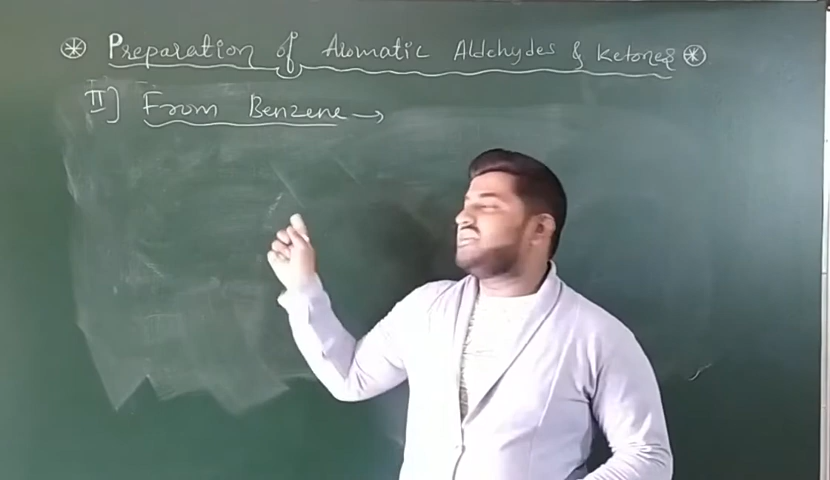 ⊛ Preparation of Aromatic Aldehydes & Ketones ⊛
II] From Benzene →